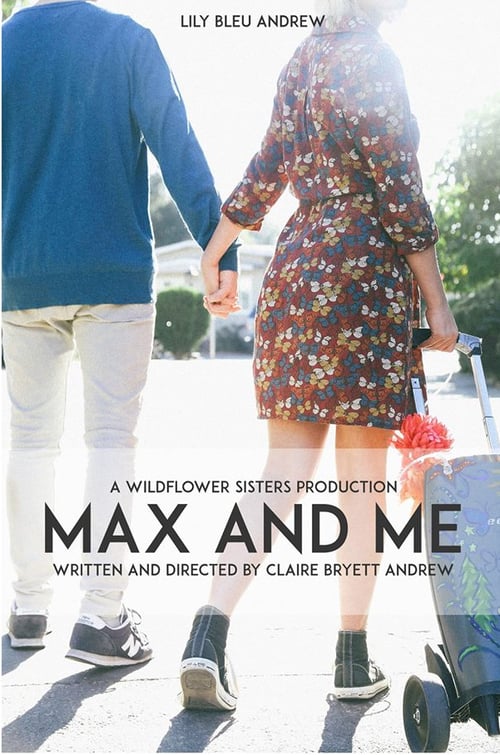 LILY BLEU ANDREW
A WILDFLOWER SISTERS PRODUCTION
MAX AND ME
WRITTEN AND DIRECTED BY CLAIRE BRYETT ANDREW